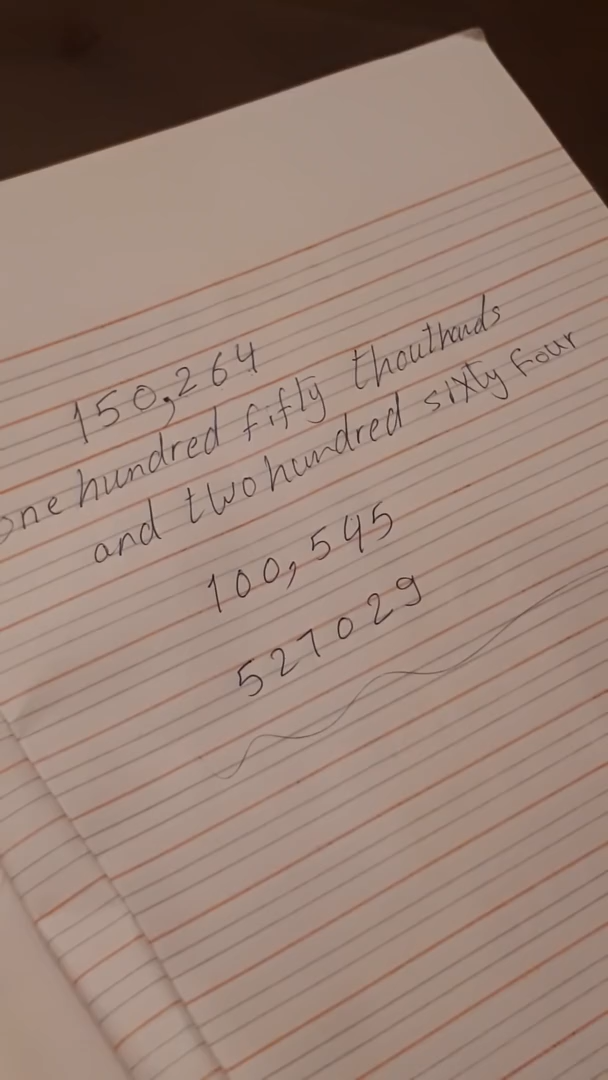 150,264
one hundred fifty thouthands
and two hundred sixty four
100,545
527029